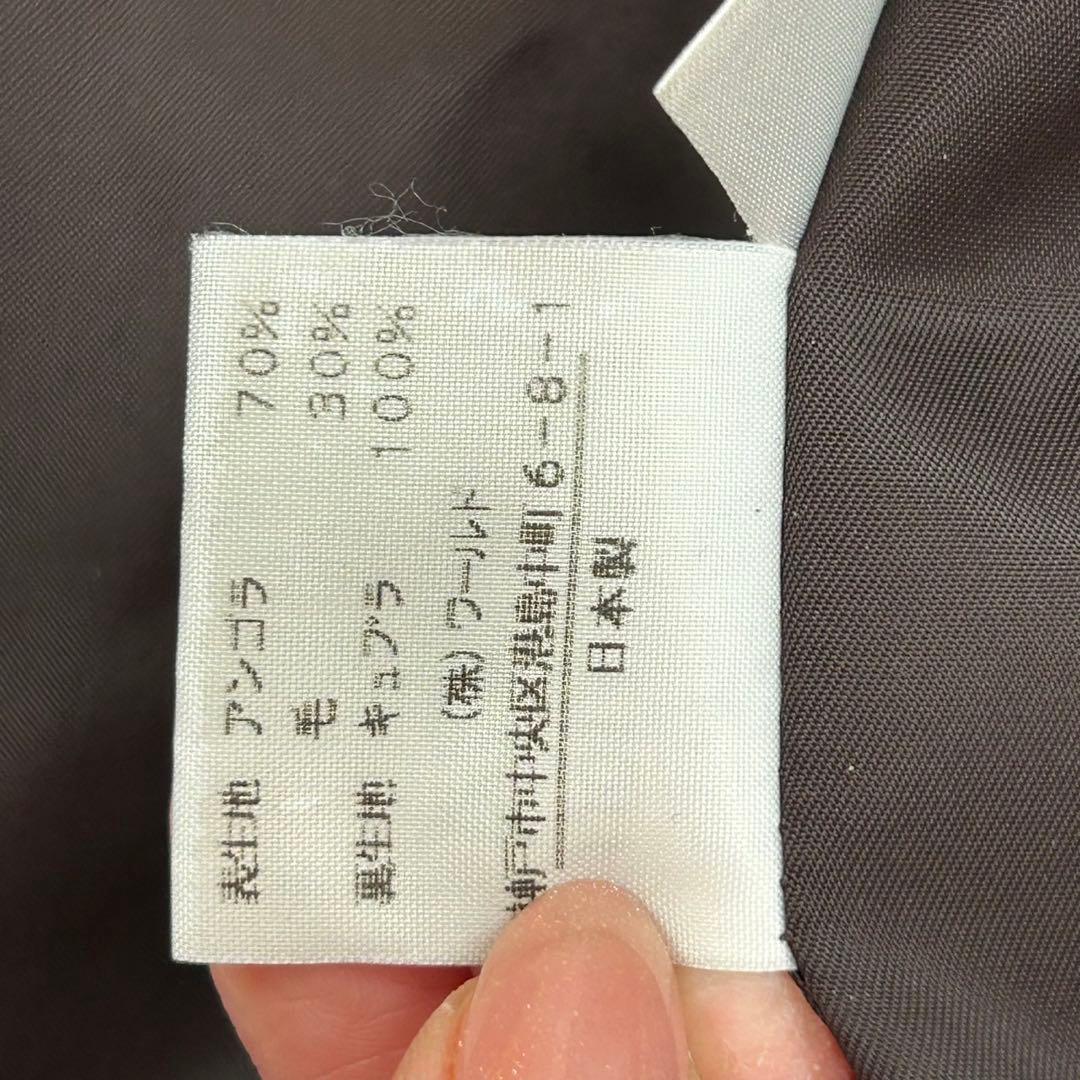 表生地 アンゴラ 70%
毛 30%
裏生地 キュプラ 100%
(株)ワールド
神戸市中央区港島中町6-8-1
日本製